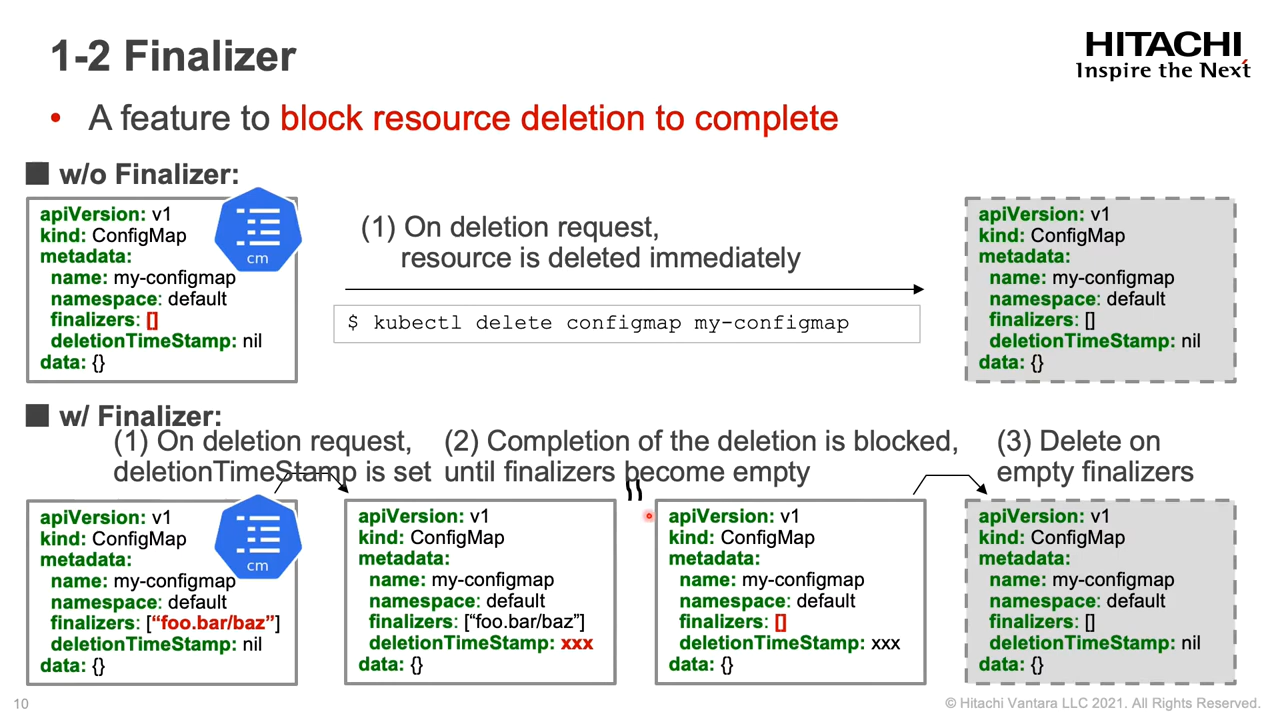 1-2 Finalizer
HITACHI
Inspire the Next
• A feature to block resource deletion to complete
■ w/o Finalizer:
apiVersion: v1
kind: ConfigMap
metadata:
name: my-configmap
namespace: default
finalizers: []
deletionTimeStamp: nil
data: {}
cm
(1) On deletion request,
resource is deleted immediately
$ kubectl delete configmap my-configmap
apiVersion: v1
kind: ConfigMap
metadata:
name: my-configmap
namespace: default
finalizers: []
deletionTimeStamp: nil
data: {}
■ w/ Finalizer:
(1) On deletion request,
deletionTimeStamp is set
(2) Completion of the deletion is blocked,
until finalizers become empty
(3) Delete on
empty finalizers
apiVersion: v1
kind: ConfigMap
metadata:
name: my-configmap
namespace: default
finalizers: [“foo.bar/baz”]
deletionTimeStamp: nil
data: {}
cm
apiVersion: v1
kind: ConfigMap
metadata:
name: my-configmap
namespace: default
finalizers: [“foo.bar/baz”]
deletionTimeStamp: xxx
data: {}
apiVersion: v1
kind: ConfigMap
metadata:
name: my-configmap
namespace: default
finalizers: []
deletionTimeStamp: xxx
data: {}
apiVersion: v1
kind: ConfigMap
metadata:
name: my-configmap
namespace: default
finalizers: []
deletionTimeStamp: nil
data: {}
10
© Hitachi Vantara LLC 2021. All Rights Reserved.